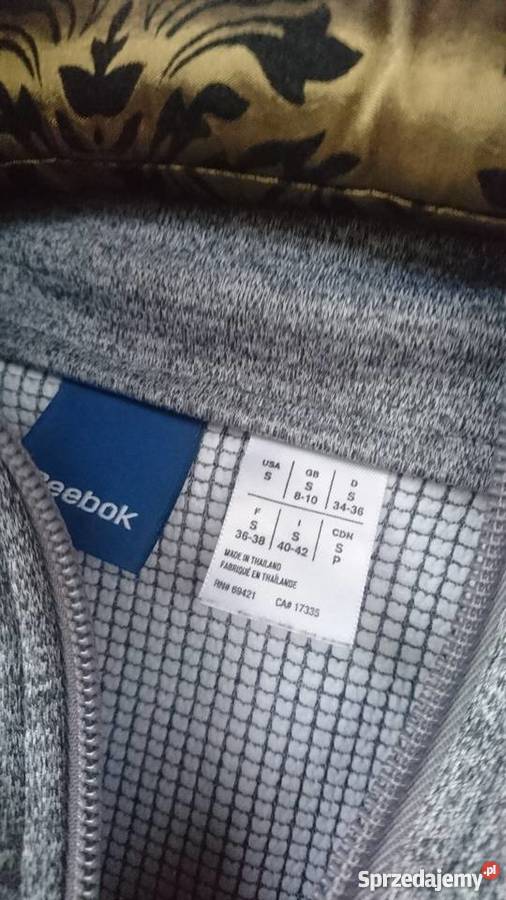 Reebok
USA
S
GB
S
8-10
D
S
34-36
F
S
36-38
I
S
40-42
CDN
S
P
MADE IN THAILAND
FABRIQUÉ EN THAÏLANDE
RN# 69421 CA# 17335
Sprzedajemy.pl